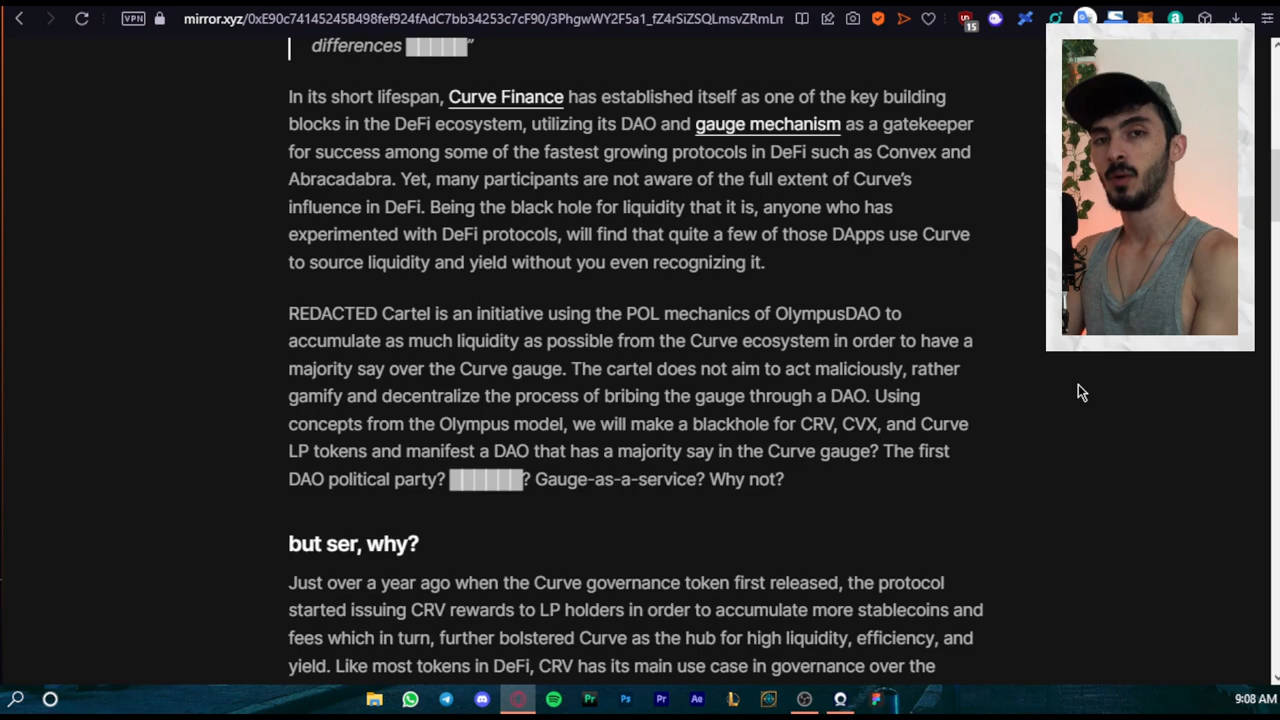 VPN
mirror.xyz/0xE90c74145245B498fef924fAdC7bb34253c7cF90/3PhgwWY2F5a1_fZ4rSiZSQLmsvZRmLm
15
differences █████”
In its short lifespan, Curve Finance has established itself as one of the key building
blocks in the DeFi ecosystem, utilizing its DAO and gauge mechanism as a gatekeeper
for success among some of the fastest growing protocols in DeFi such as Convex and
Abracadabra. Yet, many participants are not aware of the full extent of Curve’s
influence in DeFi. Being the black hole for liquidity that it is, anyone who has
experimented with DeFi protocols, will find that quite a few of those DApps use Curve
to source liquidity and yield without you even recognizing it.
REDACTED Cartel is an initiative using the POL mechanics of OlympusDAO to
accumulate as much liquidity as possible from the Curve ecosystem in order to have a
majority say over the Curve gauge. The cartel does not aim to act maliciously, rather
gamify and decentralize the process of bribing the gauge through a DAO. Using
concepts from the Olympus model, we will make a blackhole for CRV, CVX, and Curve
LP tokens and manifest a DAO that has a majority say in the Curve gauge? The first
DAO political party? ██████? Gauge-as-a-service? Why not?
but ser, why?
Just over a year ago when the Curve governance token first released, the protocol
started issuing CRV rewards to LP holders in order to accumulate more stablecoins and
fees which in turn, further bolstered Curve as the hub for high liquidity, efficiency, and
yield. Like most tokens in DeFi, CRV has its main use case in governance over the
Pr Ps Pr Ae
9:08 AM